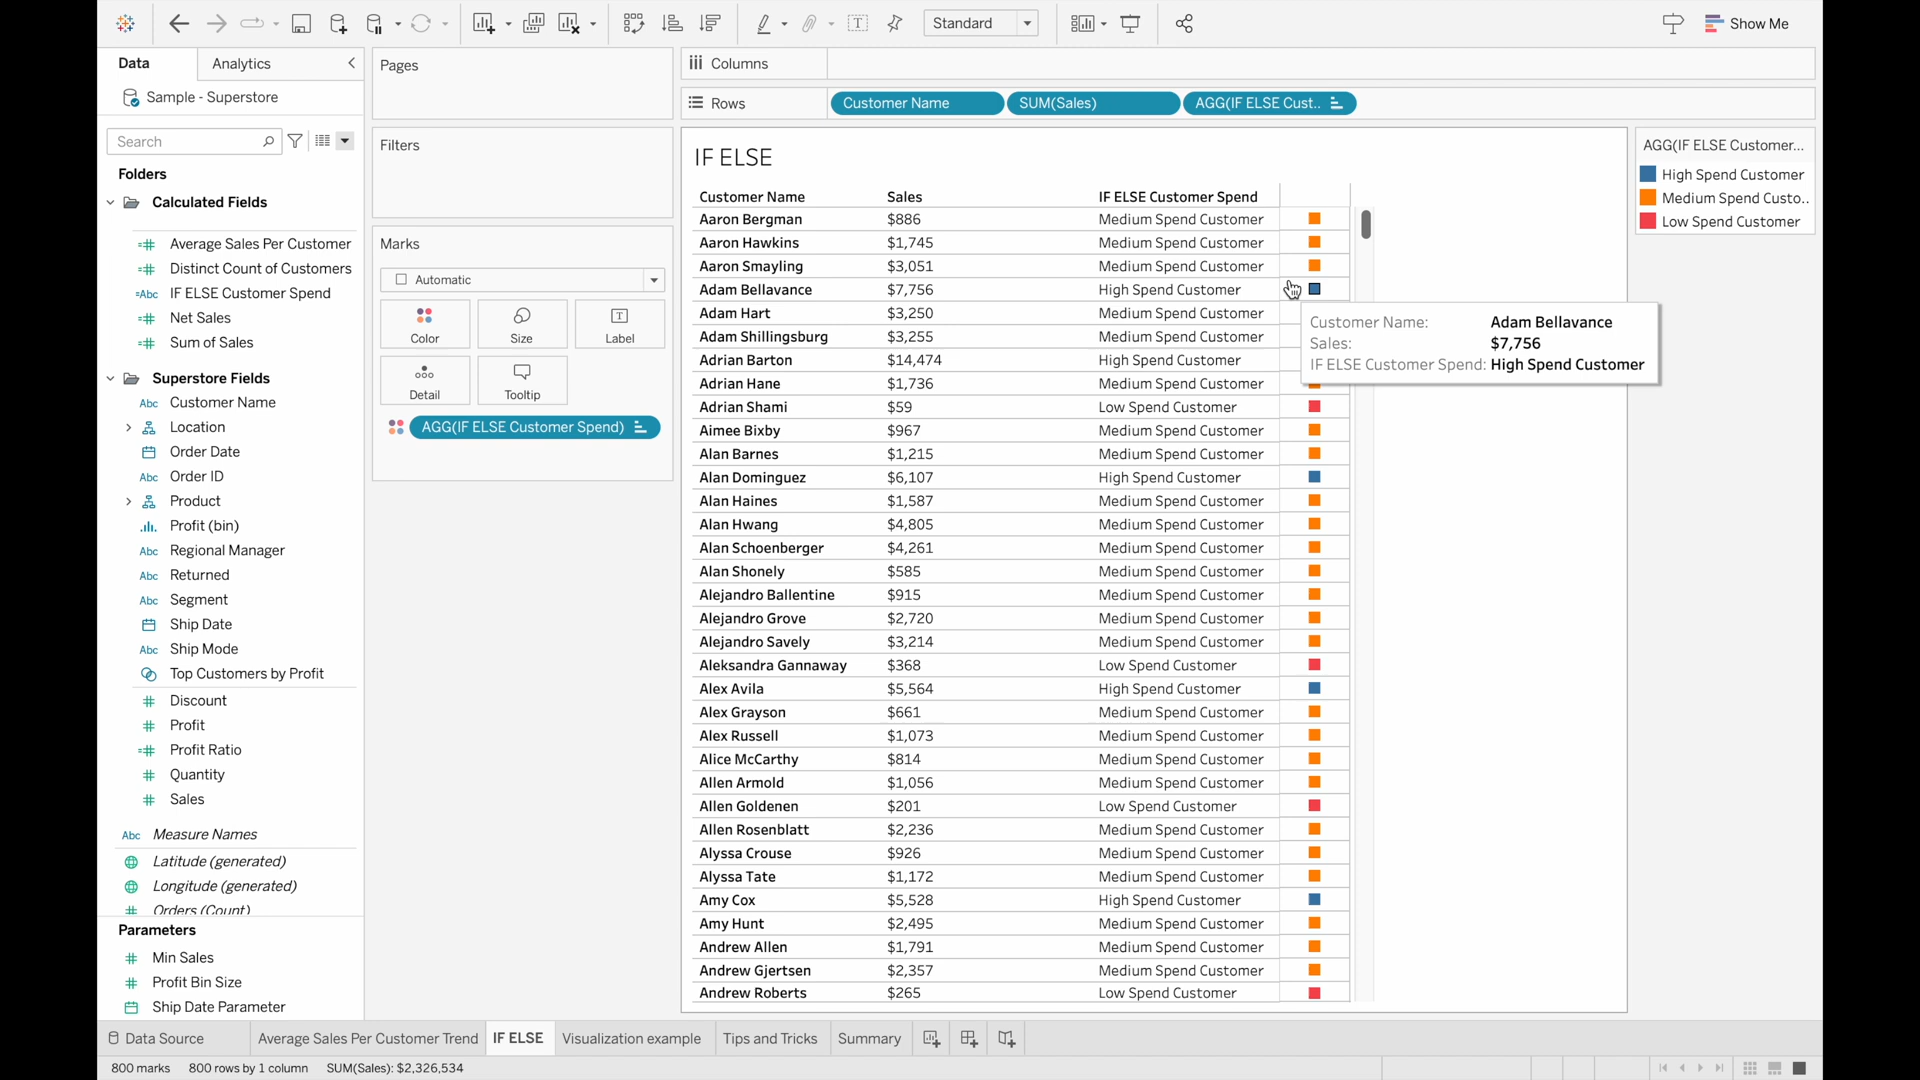 Standard
Show Me
Data
Analytics
Sample - Superstore
Search
Folders
Calculated Fields
=# Average Sales Per Customer
=# Distinct Count of Customers
=Abc IF ELSE Customer Spend
=# Net Sales
=# Sum of Sales
Superstore Fields
Abc Customer Name
Location
Order Date
Abc Order ID
Product
Profit (bin)
Abc Regional Manager
Abc Returned
Abc Segment
Ship Date
Abc Ship Mode
Top Customers by Profit
# Discount
# Profit
=# Profit Ratio
# Quantity
# Sales
Abc Measure Names
Latitude (generated)
Longitude (generated)
# Orders (Count)
Parameters
# Min Sales
# Profit Bin Size
Ship Date Parameter
Pages
Filters
Marks
Automatic
Color Size Label
Detail Tooltip
AGG(IF ELSE Customer Spend)
Columns
Rows Customer Name SUM(Sales) AGG(IF ELSE Cust..
IF ELSE
Customer Name Sales IF ELSE Customer Spend
Aaron Bergman $886 Medium Spend Customer
Aaron Hawkins $1,745 Medium Spend Customer
Aaron Smayling $3,051 Medium Spend Customer
Adam Bellavance $7,756 High Spend Customer
Adam Hart $3,250 Medium Spend Customer
Adam Shillingsburg $3,255 Medium Spend Customer
Adrian Barton $14,474 High Spend Customer
Adrian Hane $1,736 Medium Spend Customer
Adrian Shami $59 Low Spend Customer
Aimee Bixby $967 Medium Spend Customer
Alan Barnes $1,215 Medium Spend Customer
Alan Dominguez $6,107 High Spend Customer
Alan Haines $1,587 Medium Spend Customer
Alan Hwang $4,805 Medium Spend Customer
Alan Schoenberger $4,261 Medium Spend Customer
Alan Shonely $585 Medium Spend Customer
Alejandro Ballentine $915 Medium Spend Customer
Alejandro Grove $2,720 Medium Spend Customer
Alejandro Savely $3,214 Medium Spend Customer
Aleksandra Gannaway $368 Low Spend Customer
Alex Avila $5,564 High Spend Customer
Alex Grayson $661 Medium Spend Customer
Alex Russell $1,073 Medium Spend Customer
Alice McCarthy $814 Medium Spend Customer
Allen Armold $1,056 Medium Spend Customer
Allen Goldenen $201 Low Spend Customer
Allen Rosenblatt $2,236 Medium Spend Customer
Alyssa Crouse $926 Medium Spend Customer
Alyssa Tate $1,172 Medium Spend Customer
Amy Cox $5,528 High Spend Customer
Amy Hunt $2,495 Medium Spend Customer
Andrew Allen $1,791 Medium Spend Customer
Andrew Gjertsen $2,357 Medium Spend Customer
Andrew Roberts $265 Low Spend Customer
Customer Name: Adam Bellavance
Sales: $7,756
IF ELSE Customer Spend: High Spend Customer
AGG(IF ELSE Customer...
High Spend Customer
Medium Spend Custo..
Low Spend Customer
Data Source Average Sales Per Customer Trend IF ELSE Visualization example Tips and Tricks Summary
800 marks 800 rows by 1 column SUM(Sales): $2,326,534